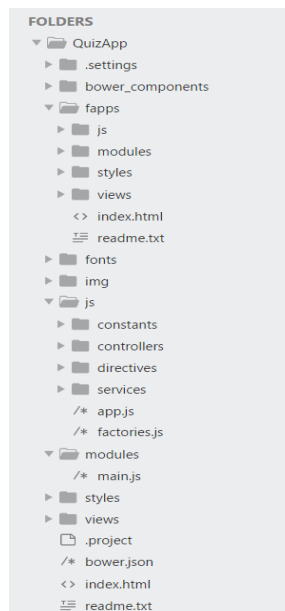 FOLDERS
QuizApp
.settings
bower_components
fapps
js
modules
styles
views
<> index.html
readme.txt
fonts
img
js
constants
controllers
directives
services
/* app.js
/* factories.js
modules
/* main.js
styles
views
.project
/* bower.json
<> index.html
readme.txt